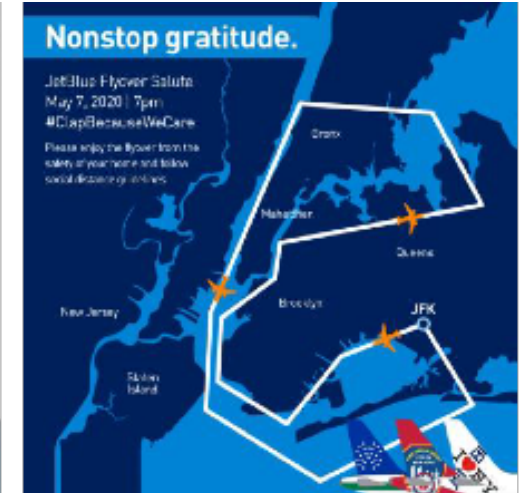 Nonstop gratitude.
JetBlue Flyover Salute
May 7, 2020 | 7pm
#ClapBecauseWeCare
Please enjoy the flyover from the
safety of your home and follow
social distance guidelines
Bronx
Manhattan
Queens
Brooklyn
JFK
New Jersey
Staten
Island